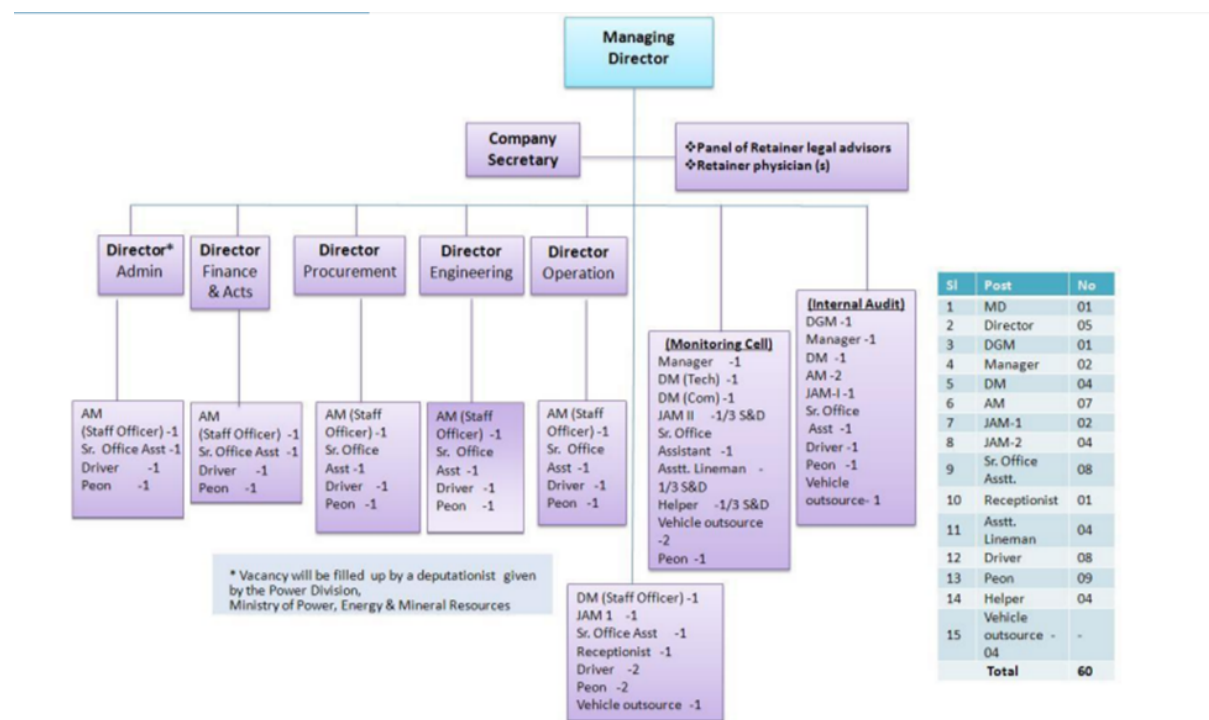 Managing
Director
Company
Secretary
❖Panel of Retainer legal advisors
❖Retainer physician (s)
Director*
Admin
Director
Finance
& Acts
Director
Procurement
Director
Engineering
Director
Operation
AM
(Staff Officer) -1
Sr. Office Asst -1
Driver -1
Peon -1
AM
(Staff Officer) -1
Sr. Office Asst -1
Driver -1
Peon -1
AM (Staff
Officer) -1
Sr. Office
Asst -1
Driver -1
Peon -1
AM (Staff
Officer) -1
Sr. Office
Asst -1
Driver -1
Peon -1
AM (Staff
Officer) -1
Sr. Office
Asst -1
Driver -1
Peon -1
(Monitoring Cell)
Manager -1
DM (Tech) -1
DM (Com) -1
JAM II -1/3 S&D
Sr. Office
Assistant -1
Asstt. Lineman -
1/3 S&D
Helper -1/3 S&D
Vehicle outsource
-2
Peon -1
(Internal Audit)
DGM -1
Manager -1
DM -1
AM -2
JAM-I -1
Sr. Office
Asst -1
Driver -1
Peon -1
Vehicle
outsource- 1
* Vacancy will be filled up by a deputationist given
by the Power Division,
Ministry of Power, Energy & Mineral Resources
DM (Staff Officer) -1
JAM 1 -1
Sr. Office Asst -1
Receptionist -1
Driver -2
Peon -2
Vehicle outsource -1
Sl Post No
1 MD 01
2 Director 05
3 DGM 01
4 Manager 02
5 DM 04
6 AM 07
7 JAM-1 02
8 JAM-2 04
9 Sr. Office
Asstt. 08
10 Receptionist 01
11 Asstt.
Lineman 04
12 Driver 08
13 Peon 09
14 Helper 04
15 Vehicle
outsource - -
04
Total 60